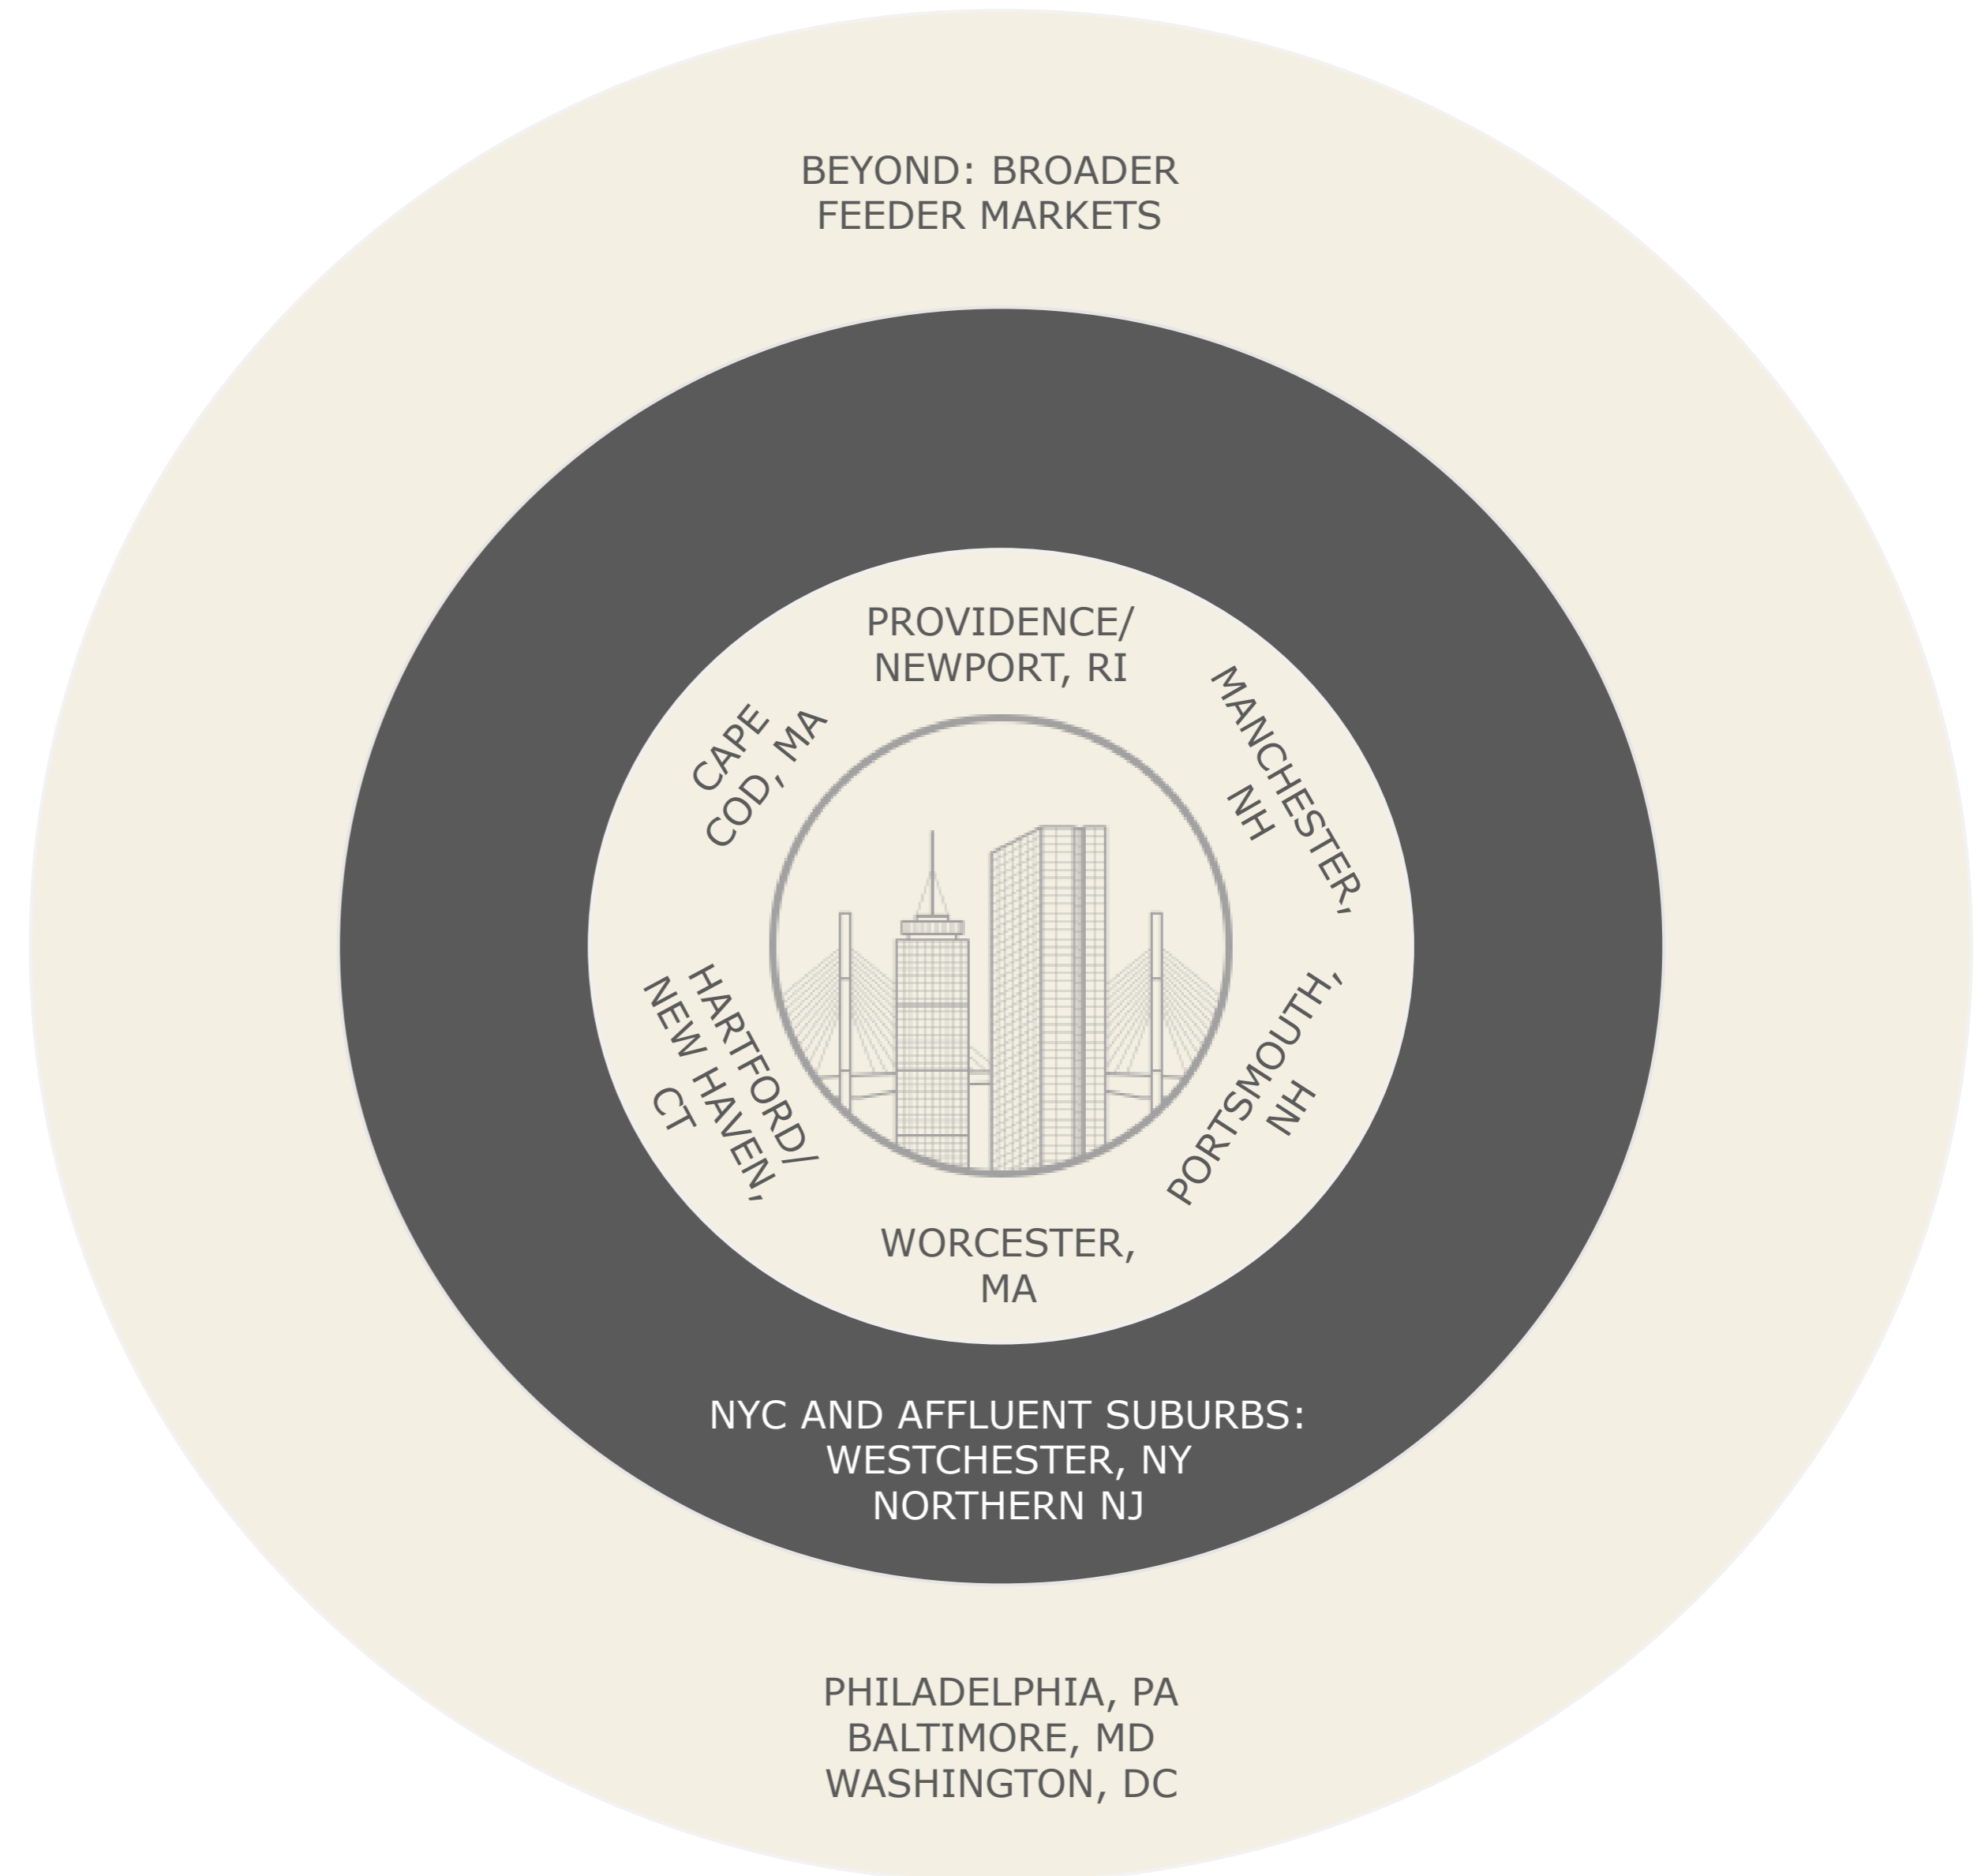 BEYOND: BROADER
FEEDER MARKETS
PROVIDENCE/
NEWPORT, RI
MANCHESTER,
NH
CAPE
COD, MA
HARTFORD/
NEW HAVEN,
CT
PORTSMOUTH,
NH
WORCESTER,
MA
NYC AND AFFLUENT SUBURBS:
WESTCHESTER, NY
NORTHERN NJ
PHILADELPHIA, PA
BALTIMORE, MD
WASHINGTON, DC